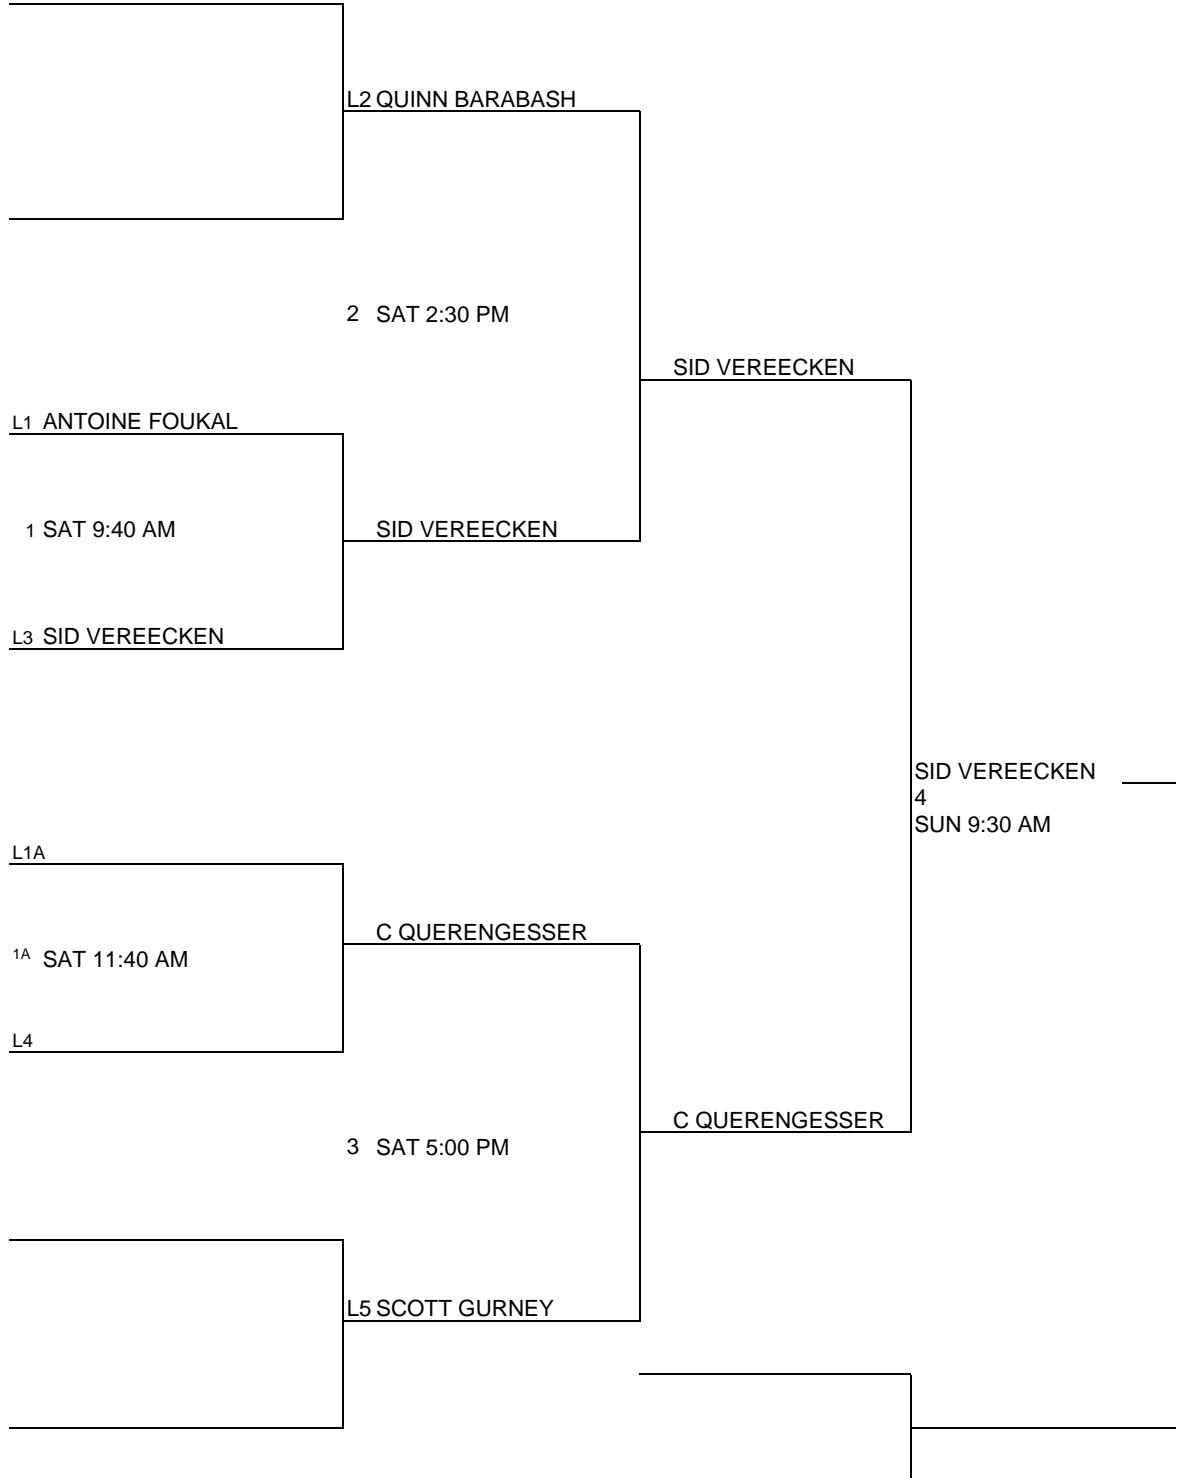 L2 QUINN BARABASH
2 SAT 2:30 PM
SID VEREECKEN
L1 ANTOINE FOUKAL
1 SAT 9:40 AM
SID VEREECKEN
L3 SID VEREECKEN
SID VEREECKEN
4
SUN 9:30 AM
L1A
C QUERENGESSER
1A SAT 11:40 AM
L4
C QUERENGESSER
3 SAT 5:00 PM
L5 SCOTT GURNEY